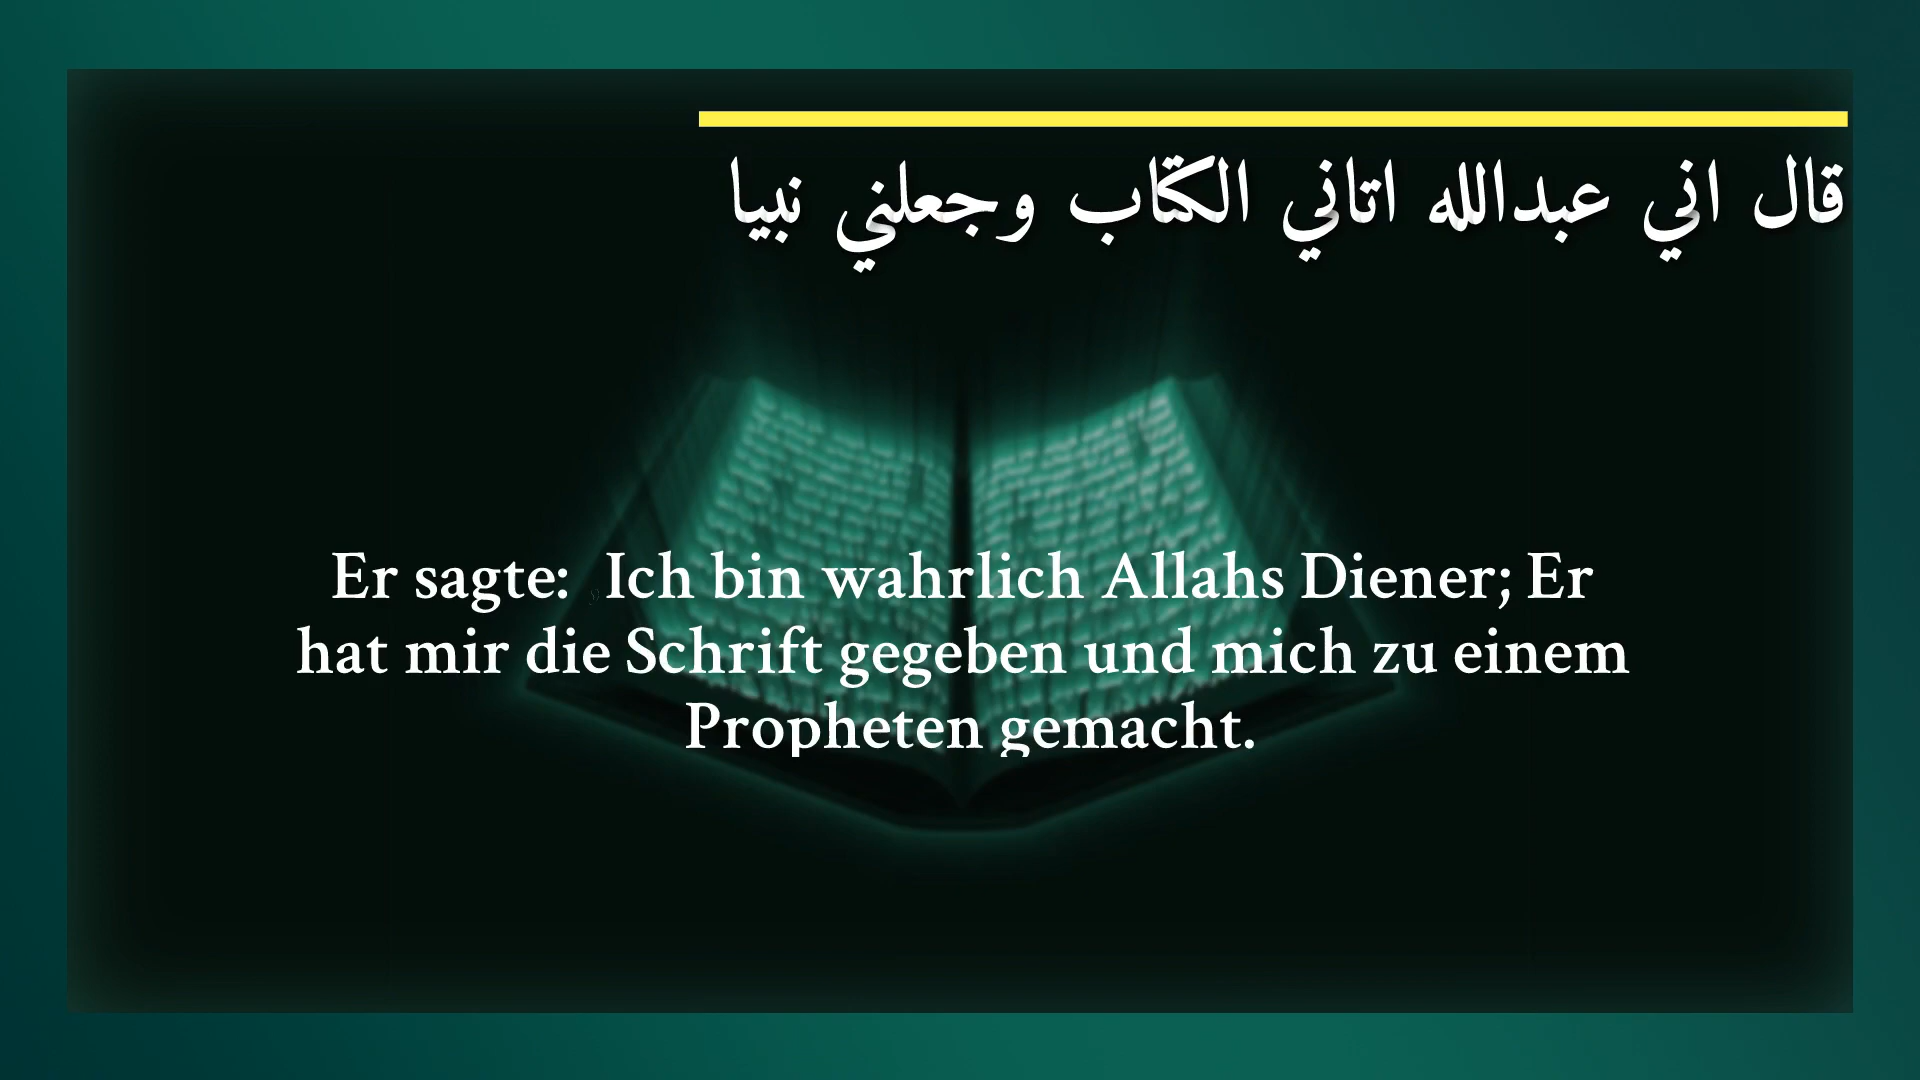 قال اني عبدالله اتاني الكتاب وجعلني نبيا
Er sagte: Ich bin wahrlich Allahs Diener; Er
hat mir die Schrift gegeben und mich zu einem
Propheten gemacht.